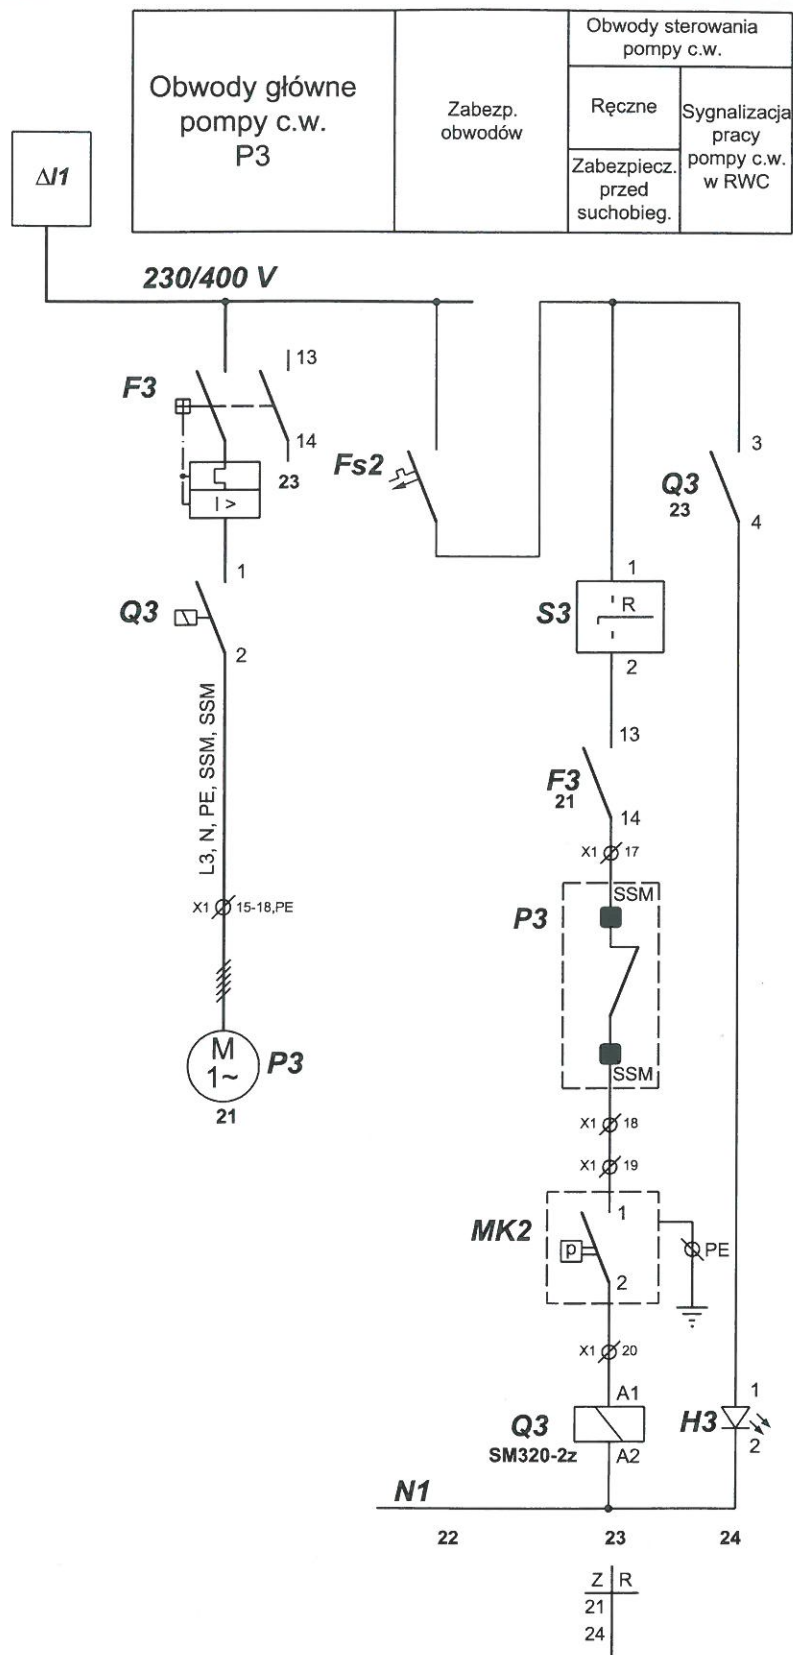 Obwody główne
pompy c.w.
P3
Zabezp.
obwodów
Obwody sterowania
pompy c.w.
Ręczne
Zabezpiecz.
przed
suchobieg.
Sygnalizacja
pracy
pompy c.w.
w RWC
ΔI1
230/400 V
F3
13
14
23
I >
Fs2
Q3
23
3
4
Q3
1
2
L3, N, PE, SSM, SSM
X1 15-18,PE
M
1~
P3
21
S3
1
R
2
F3
21
13
14
X1 17
P3
SSM
SSM
X1 18
X1 19
MK2
1
p
2
PE
X1 20
Q3
SM320-2z
A1
A2
H3
1
2
N1
22
23
24
Z R
21
24